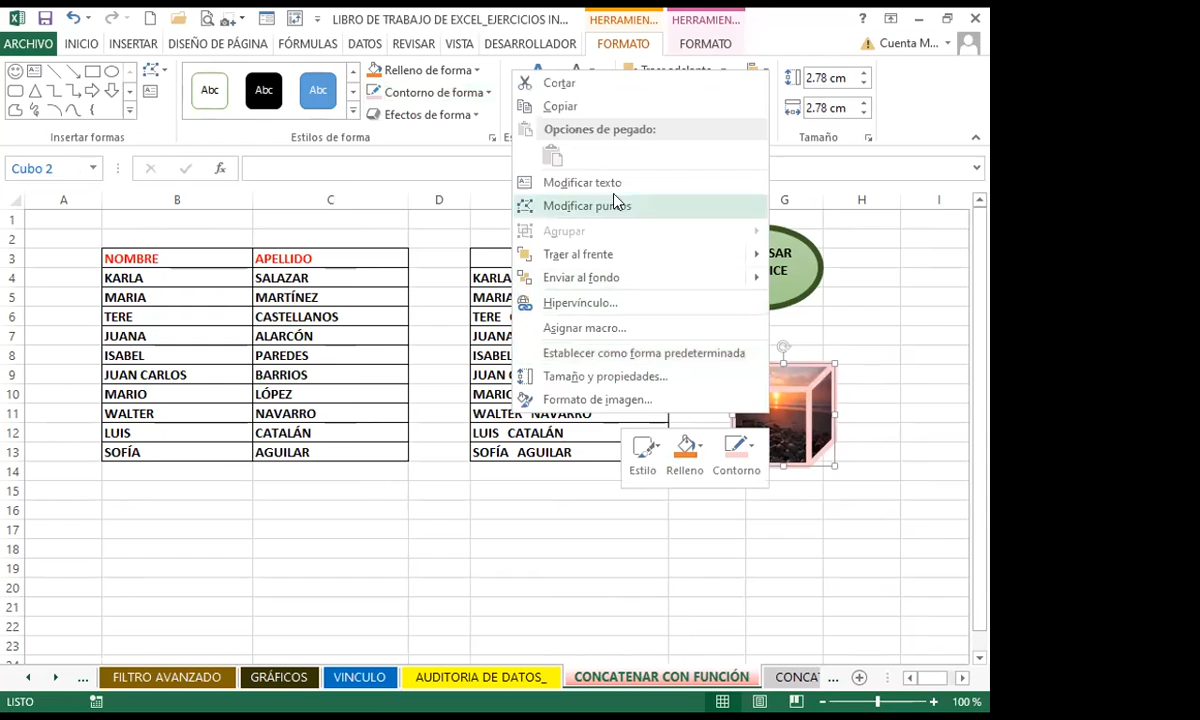 LIBRO DE TRABAJO DE EXCEL_EJERCICIOS IN...
HERRAMIEN...
HERRAMIEN...
?
ARCHIVO
INICIO
INSERTAR
DISEÑO DE PÁGINA
FÓRMULAS
DATOS
REVISAR
VISTA
DESARROLLADOR
FORMATO
FORMATO
Cuenta M...
Abc
Abc
Abc
Relleno de forma
Contorno de forma
Efectos de forma
2.78 cm
2.78 cm
Insertar formas
Estilos de forma
Tamaño
Cubo 2
fx
Cortar
Copiar
Opciones de pegado:
Modificar texto
Modificar puntos
Agrupar
Traer al frente
Enviar al fondo
Hipervínculo...
Asignar macro...
Establecer como forma predeterminada
Tamaño y propiedades...
Formato de imagen...
Estilo
Relleno
Contorno
A B C D G H I
1
2
3 NOMBRE APELLIDO
4 KARLA SALAZAR KARLA
5 MARIA MARTÍNEZ MARIA
6 TERE CASTELLANOS TERE
7 JUANA ALARCÓN JUANA
8 ISABEL PAREDES ISABEL
9 JUAN CARLOS BARRIOS JUAN
10 MARIO LÓPEZ MARIO
11 WALTER NAVARRO WALTER NAVARRO
12 LUIS CATALÁN LUIS CATALÁN
13 SOFÍA AGUILAR SOFÍA AGUILAR
14
15
16
17
18
19
20
21
22
23
... FILTRO AVANZADO
GRÁFICOS
VINCULO
AUDITORIA DE DATOS_
CONCATENAR CON FUNCIÓN
CONCAT ...
LISTO
100 %